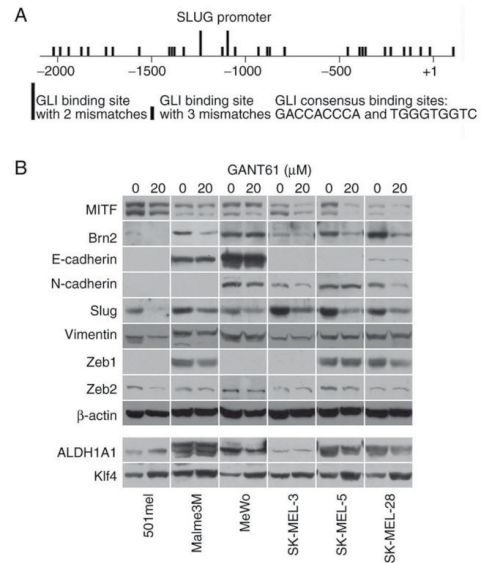 A
SLUG promoter
−2000 −1500 −1000 −500 +1
GLI binding site with 2 mismatches
GLI binding site with 3 mismatches
GLI consensus binding sites: GACCACCCA and TGGGTGGTC
B
GANT61 (μM)
0 20 0 20 0 20 0 20 0 20 0 20
MITF
Brn2
E-cadherin
N-cadherin
Slug
Vimentin
Zeb1
Zeb2
β-actin
ALDH1A1
Klf4
501mel
Malme3M
MeWo
SK-MEL-3
SK-MEL-5
SK-MEL-28